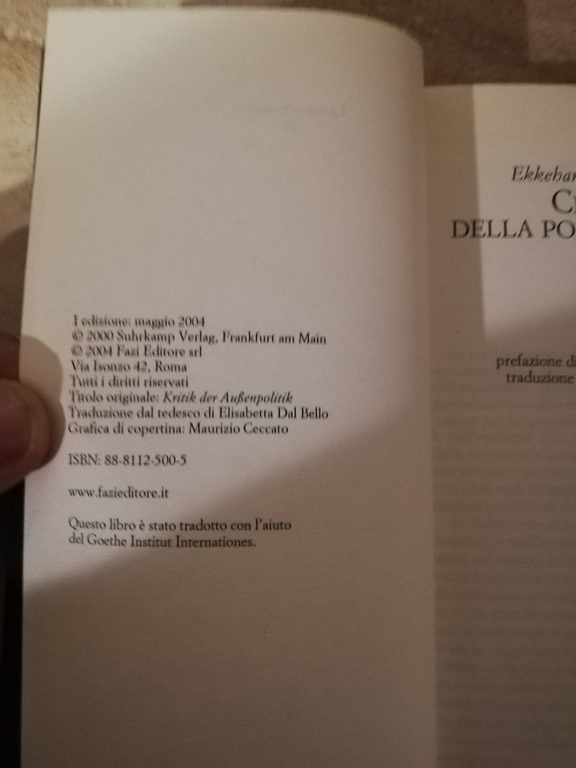 I edizione: maggio 2004
© 2000 Suhrkamp Verlag, Frankfurt am Main
© 2004 Fazi Editore srl
Via Isonzo 42, Roma
Tutti i diritti riservati
Titolo originale: Kritik der Außenpolitik
Traduzione dal tedesco di Elisabetta Dal Bello
Grafica di copertina: Maurizio Ceccato
ISBN: 88-8112-500-5
www.fazieditore.it
Questo libro è stato tradotto con l'aiuto
del Goethe Institut Internationes.
Ekkehar
C
DELLA PO
prefazione di
traduzione